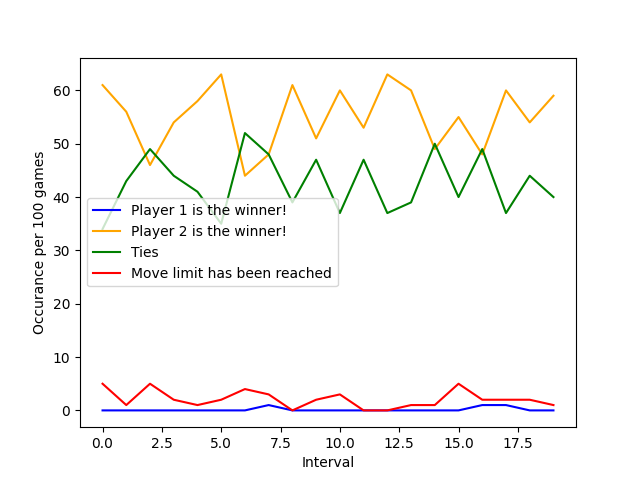 60
50
40
30
20
10
0
Occurance per 100 games
Player 1 is the winner!
Player 2 is the winner!
Ties
Move limit has been reached
0.0 2.5 5.0 7.5 10.0 12.5 15.0 17.5
Interval